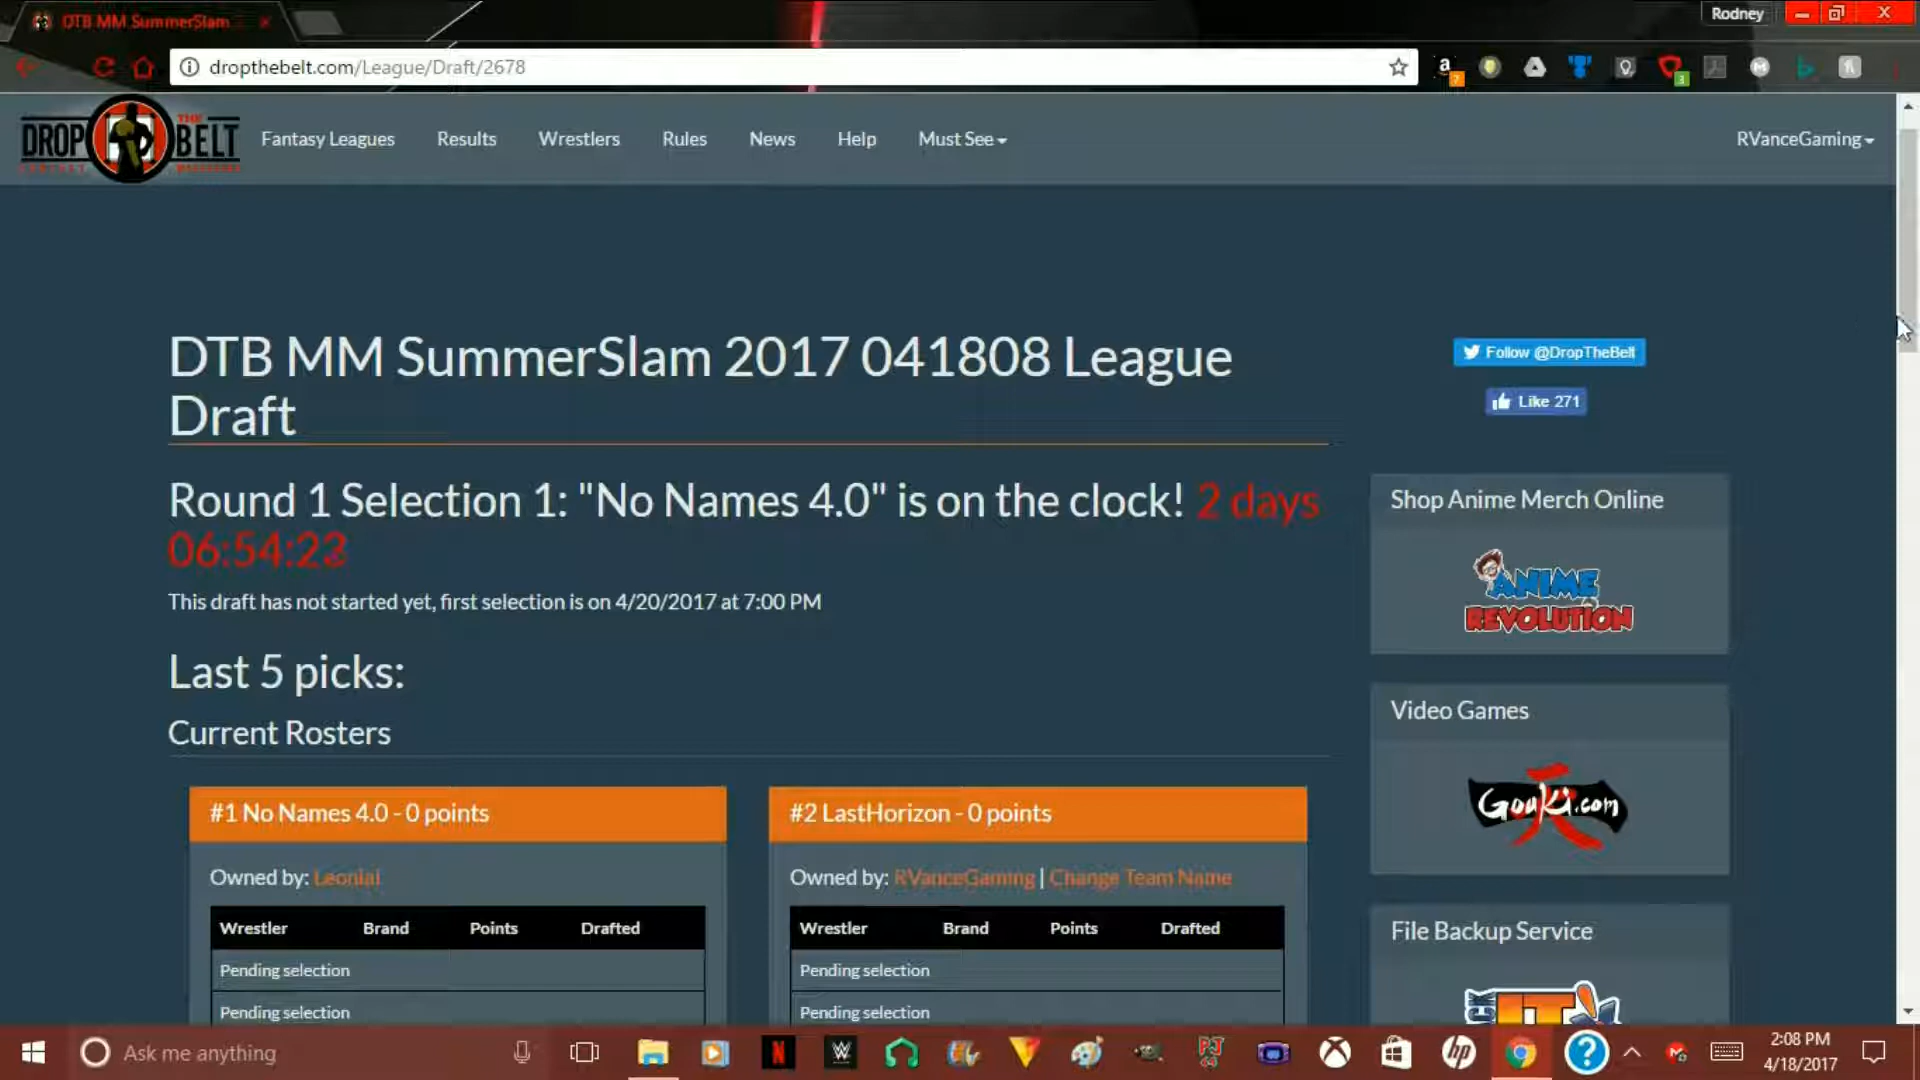 DTB MM SummerSlam
Rodney
dropthebelt.com/League/Draft/2678
DROP THE BELT
Fantasy Leagues
Results
Wrestlers
Rules
News
Help
Must See
RVanceGaming
DTB MM SummerSlam 2017 041808 League
Draft
Follow @DropTheBelt
Like 271
Round 1 Selection 1: "No Names 4.0" is on the clock! 2 days
06:54:23
This draft has not started yet, first selection is on 4/20/2017 at 7:00 PM
Last 5 picks:
Current Rosters
#1 No Names 4.0 - 0 points
Owned by: Leonial
Wrestler Brand Points Drafted
Pending selection
Pending selection
#2 LastHorizon - 0 points
Owned by: RVanceGaming | Change Team Name
Wrestler Brand Points Drafted
Pending selection
Pending selection
Shop Anime Merch Online
ANIME
REVOLUTION
Video Games
Gouki.com
File Backup Service
Ask me anything
2:08 PM
4/18/2017